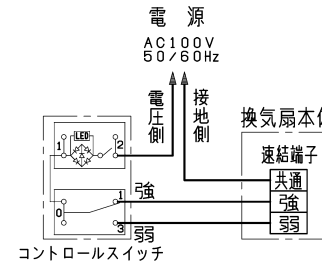 電源
AC100V
50/60Hz
電圧側
接地側
換気扇本体
速結端子
LED
1
2
共通
強
弱
0
1
3
強
弱
コントロールスイッチ